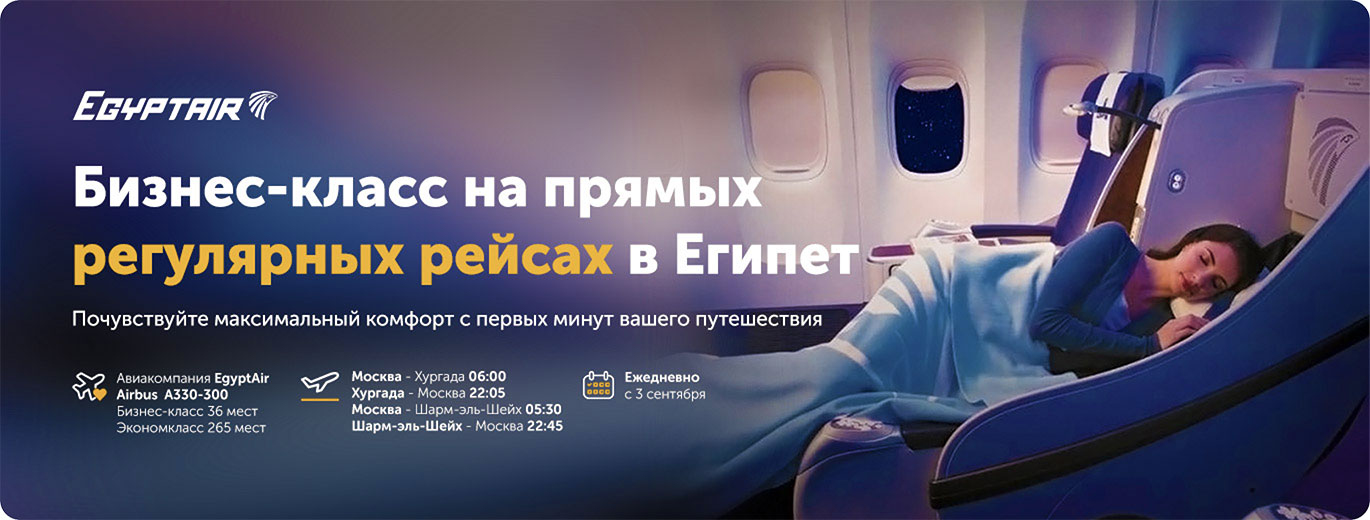 EGYPTAIR
Бизнес-класс на прямых
регулярных рейсах в Египет
Почувствуйте максимальный комфорт с первых минут вашего путешествия
Авиакомпания EgyptAir
Airbus A330-300
Бизнес-класс 36 мест
Экономкласс 265 мест
Москва - Хургада 06:00
Хургада - Москва 22:05
Москва - Шарм-эль-Шейх 05:30
Шарм-эль-Шейх - Москва 22:45
Ежедневно
с 3 сентября